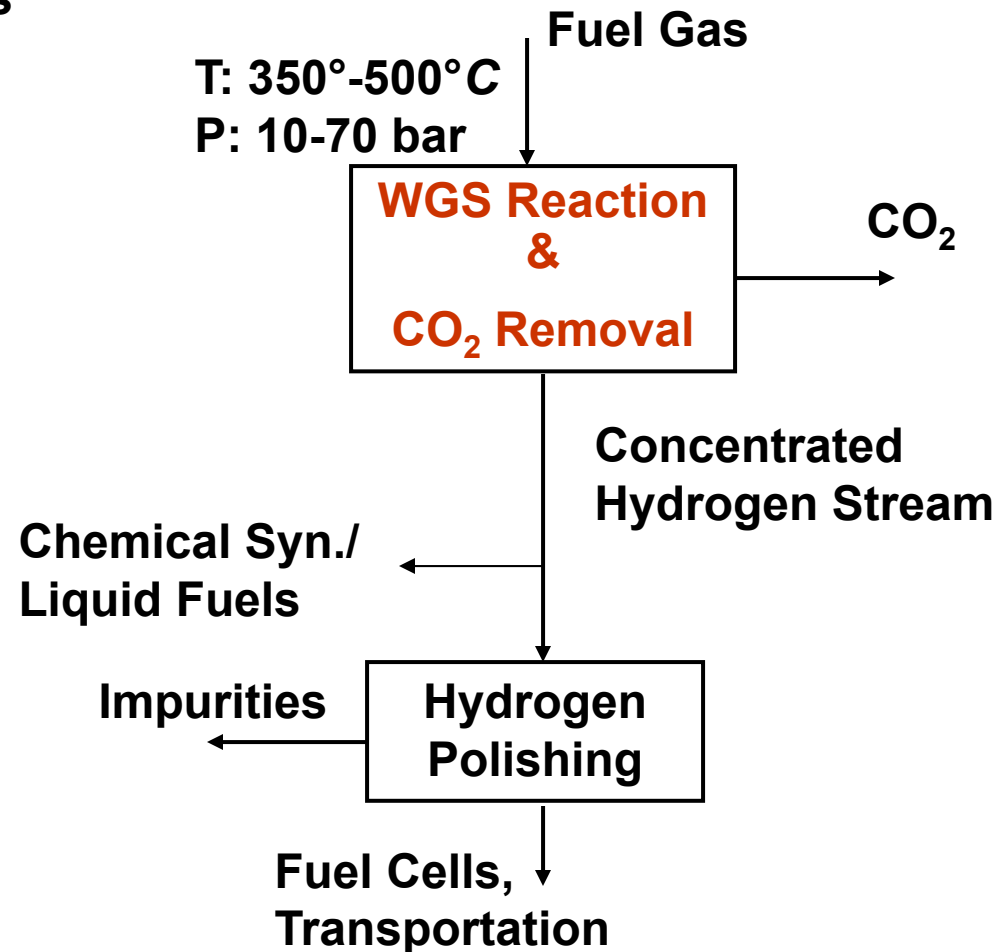 s
Fuel Gas
T: 350°-500°C
P: 10-70 bar
WGS Reaction
&
CO₂ Removal
CO₂
Concentrated
Hydrogen Stream
Chemical Syn./
Liquid Fuels
Impurities
Hydrogen
Polishing
Fuel Cells,
Transportation